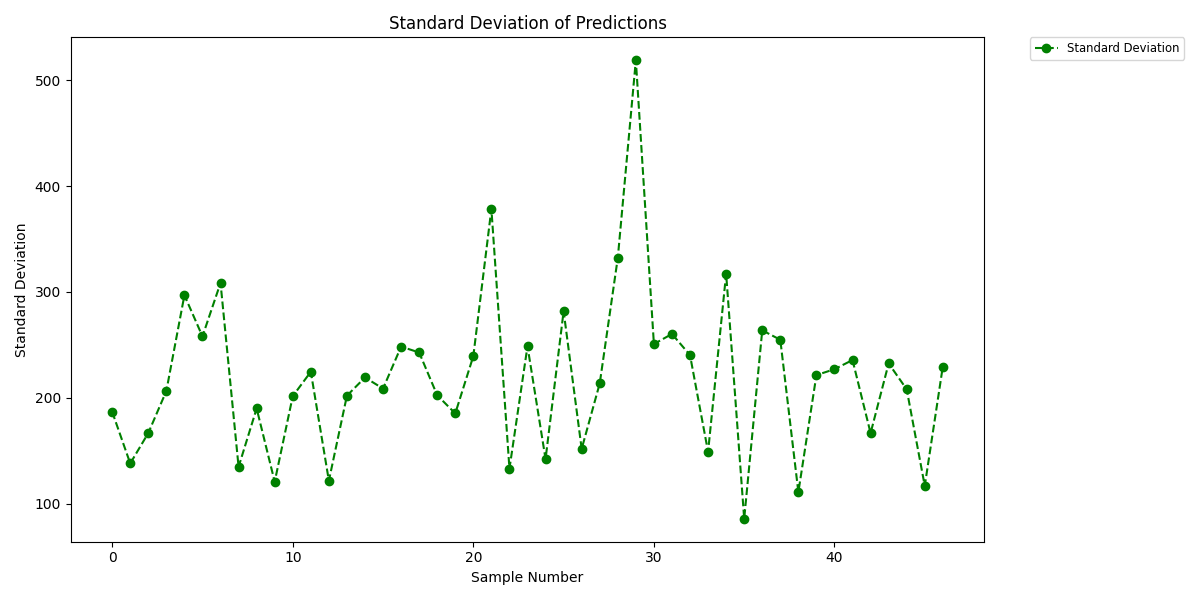 Standard Deviation of Predictions
Standard Deviation
500
400
300
200
100
Standard Deviation
0 10 20 30 40
Sample Number